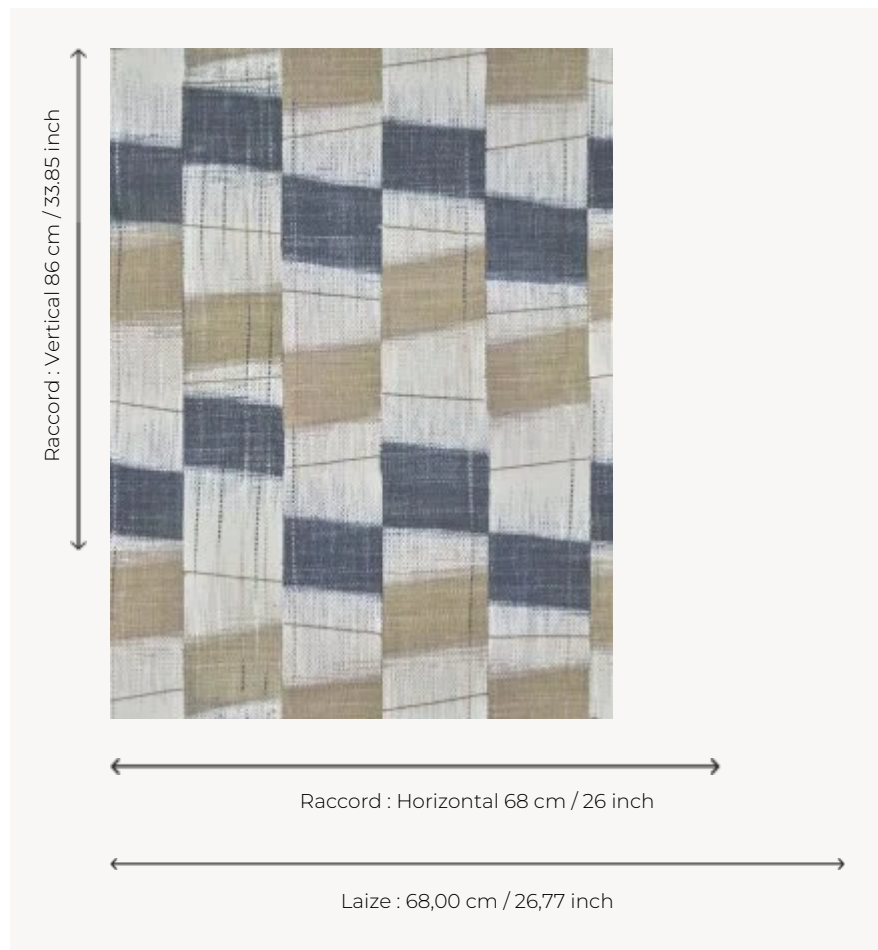 Raccord : Vertical 86 cm / 33.85 inch
Raccord : Horizontal 68 cm / 26 inch
Laize : 68,00 cm / 26,77 inch